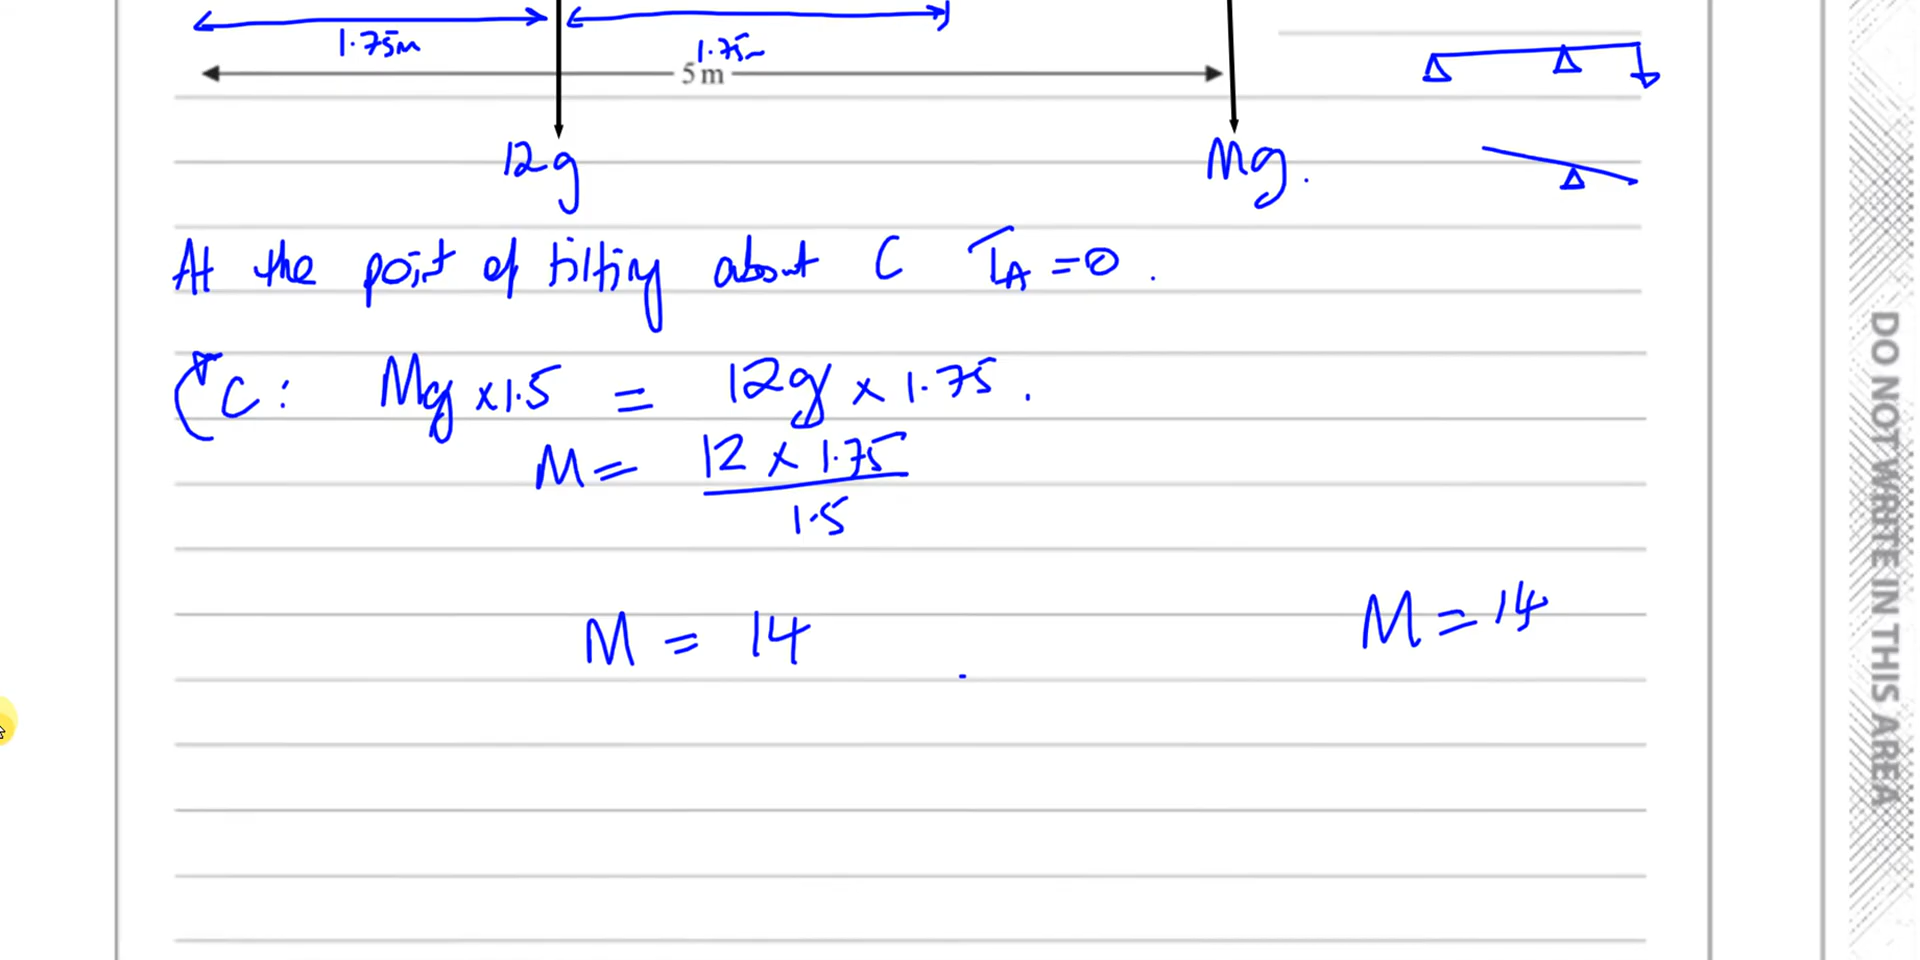 1.75m 1.75m
5 m
12g Mg.
At the point of tilting about C T_A = 0.
C: Mg × 1.5 = 12g × 1.75.
M = 12 × 1.75 / 1.5
M = 14 M = 14
DO NOT WRITE IN THIS AREA